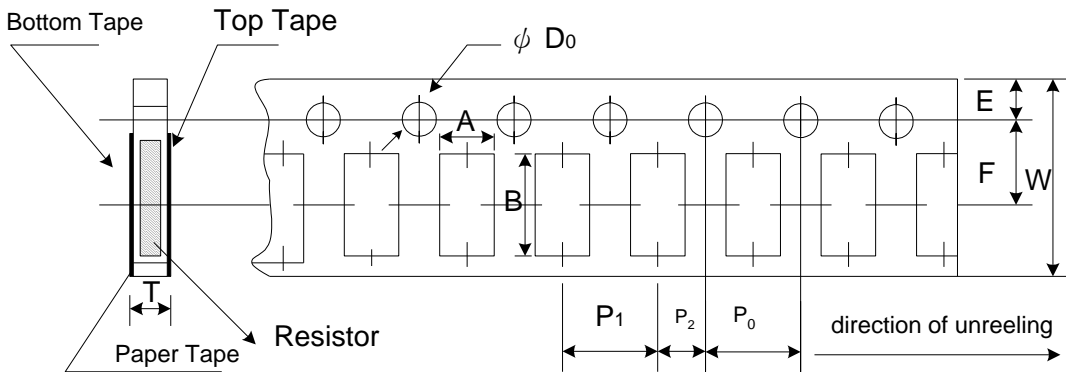 Bottom Tape
Top Tape
ψ D0
E
A
F
W
B
T
Resistor
Paper Tape
P1
P2
P0
direction of unreeling